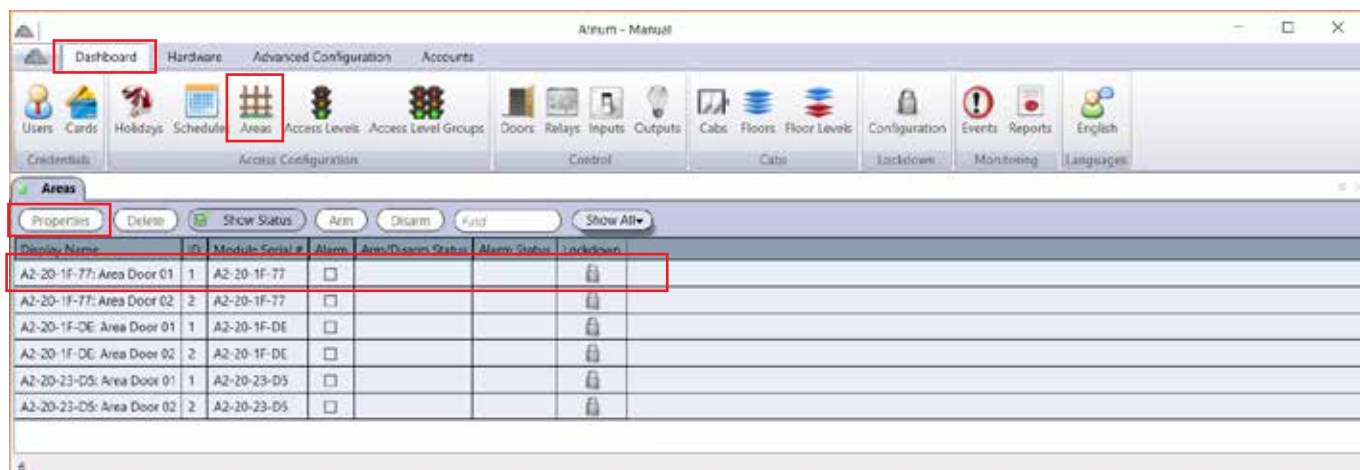 Atrium - Manual
Dashboard Hardware Advanced Configuration Accounts
Users Cards Holidays Schedules Areas Access Levels Access Level Groups Doors Relays Inputs Outputs Cabs Floors Floor Levels Configuration Events Reports English
Credentials Access Configuration Control Cabs Lockdown Monitoring Languages
Areas
Properties Delete Show Status Arm Disarm Find Show All
Display Name ID Module Serial # Alarm Arm/Disarm Status Alarm Status Lockdown
A2-20-1F-77: Area Door 01 1 A2-20-1F-77
A2-20-1F-77: Area Door 02 2 A2-20-1F-77
A2-20-1F-DE: Area Door 01 1 A2-20-1F-DE
A2-20-1F-DE: Area Door 02 2 A2-20-1F-DE
A2-20-23-D5: Area Door 01 1 A2-20-23-D5
A2-20-23-D5: Area Door 02 2 A2-20-23-D5